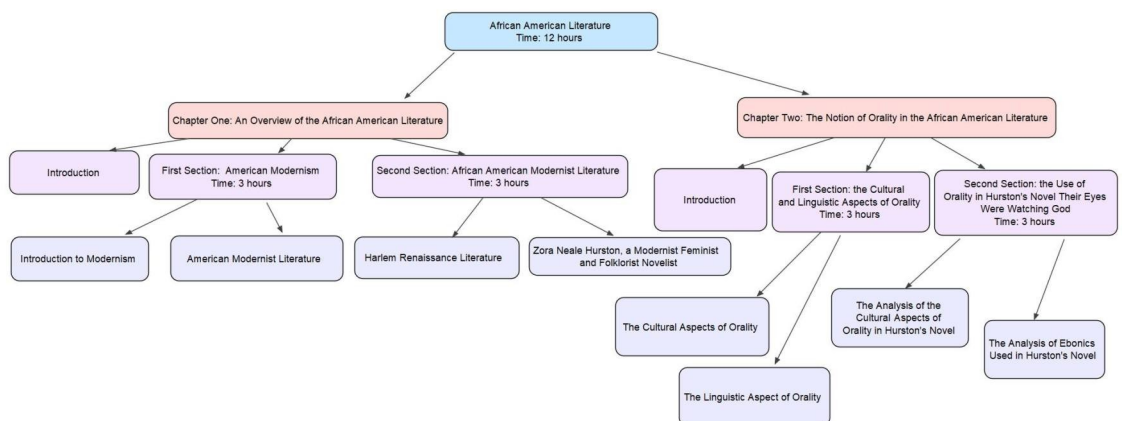 African American Literature
Time: 12 hours
Chapter One: An Overview of the African American Literature
Chapter Two: The Notion of Orality in the African American Literature
Introduction
First Section:  American Modernism
Time: 3 hours
Second Section: African American Modernist Literature
Time: 3 hours
Introduction
First Section: the Cultural
and Linguistic Aspects of Orality
Time: 3 hours
Second Section: the Use of
Orality in Hurston's Novel Their Eyes
Were Watching God
Time: 3 hours
Introduction to Modernism
American Modernist Literature
Harlem Renaissance Literature
Zora Neale Hurston, a Modernist Feminist
and Folklorist Novelist
The Cultural Aspects of Orality
The Linguistic Aspect of Orality
The Analysis of the
Cultural Aspects of
Orality in Hurston's Novel
The Analysis of Ebonics
Used in Hurston's Novel